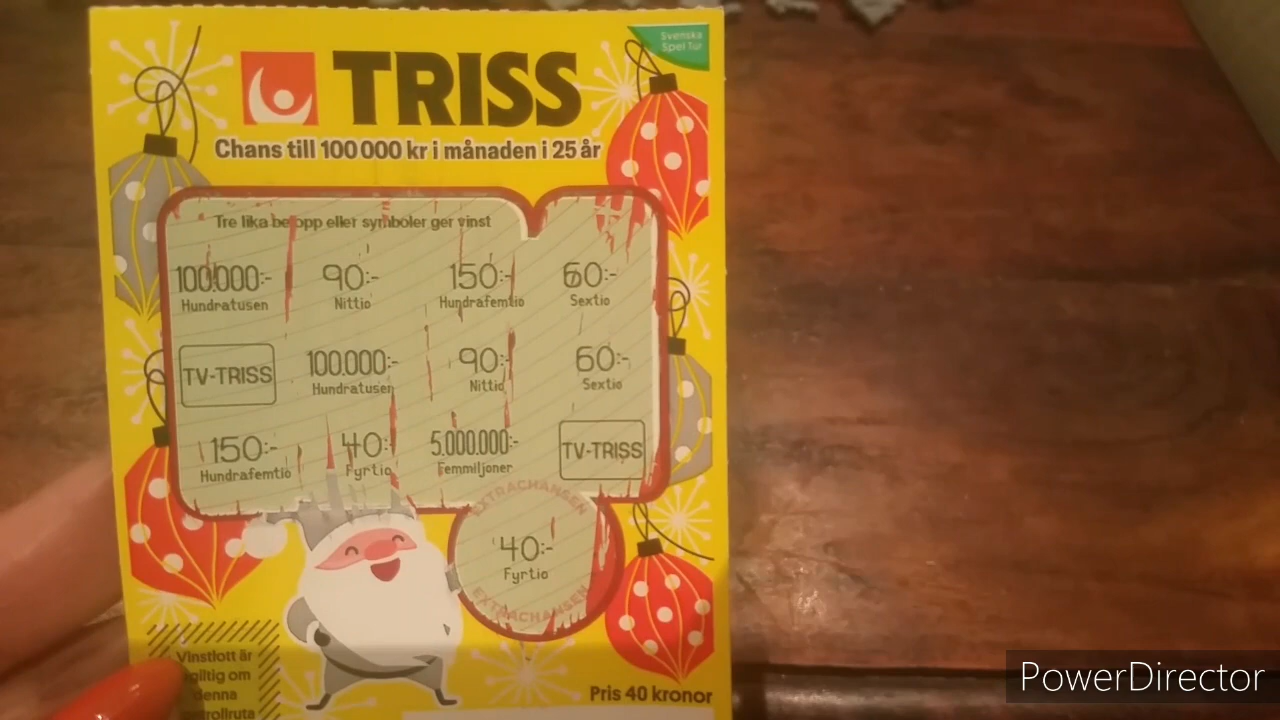 Svenska
Spel Tur
TRISS
Chans till 100 000 kr i månaden i 25 år
Tre lika belopp eller symboler ger vinst
100.000:- 90:- 150:- 60:-
Hundratusen Nittio Hundrafemtio Sextio
TV-TRISS 100.000:- 90:- 60:-
Hundratusen Nittio Sextio
150:- 40:- 5.000.000:- TV-TRISS
Hundrafemtio Fyrtio Femmiljoner
EXTRACHANSEN
40:-
Fyrtio
EXTRACHANSEN
Vinstlott är
giltig om
denna
Pris 40 kronor
PowerDirector